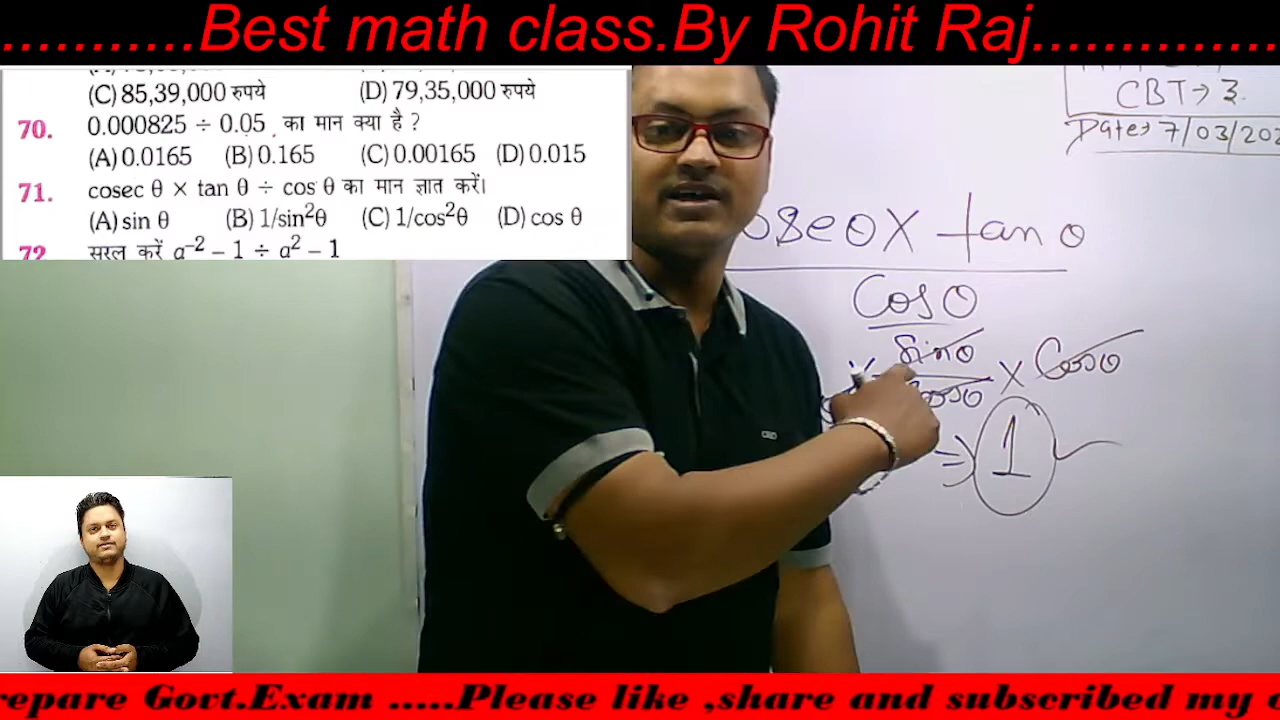 ...........Best math class.By Rohit Raj..............
(C) 85,39,000 रुपये (D) 79,35,000 रुपये
70. 0.000825 ÷ 0.05 का मान क्या है ?
(A) 0.0165 (B) 0.165 (C) 0.00165 (D) 0.015
71. cosec θ × tan θ ÷ cos θ का मान ज्ञात करें।
(A) sin θ (B) 1/sin²θ (C) 1/cos²θ (D) cos θ
72 सरल करें a⁻² – 1 ÷ a² – 1
CBT→ 3.
Date→ 7/03/202
× tan θ
Cos θ
× Sin θ × Cos θ
Cos θ
= 1
repare Govt.Exam .....Please like ,share and subscribed my c